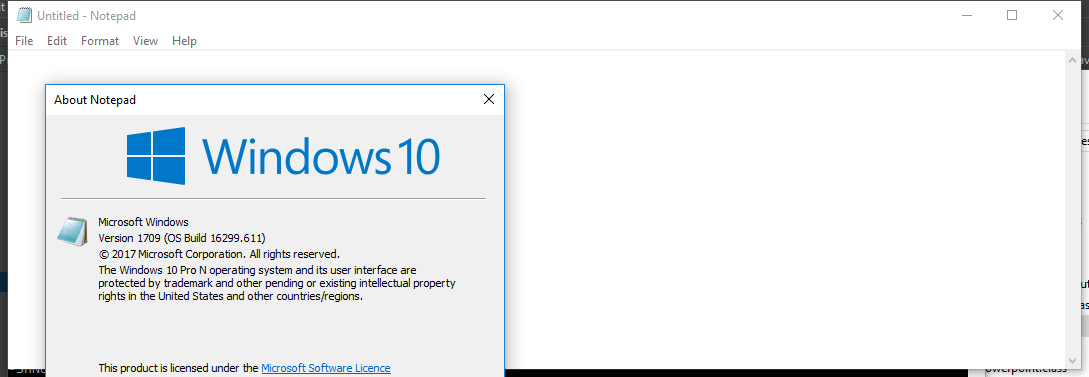 Untitled - Notepad
File Edit Format View Help
About Notepad
Windows 10
Microsoft Windows
Version 1709 (OS Build 16299.611)
© 2017 Microsoft Corporation. All rights reserved.
The Windows 10 Pro N operating system and its user interface are
protected by trademark and other pending or existing intellectual property
rights in the United States and other countries/regions.
This product is licensed under the Microsoft Software Licence